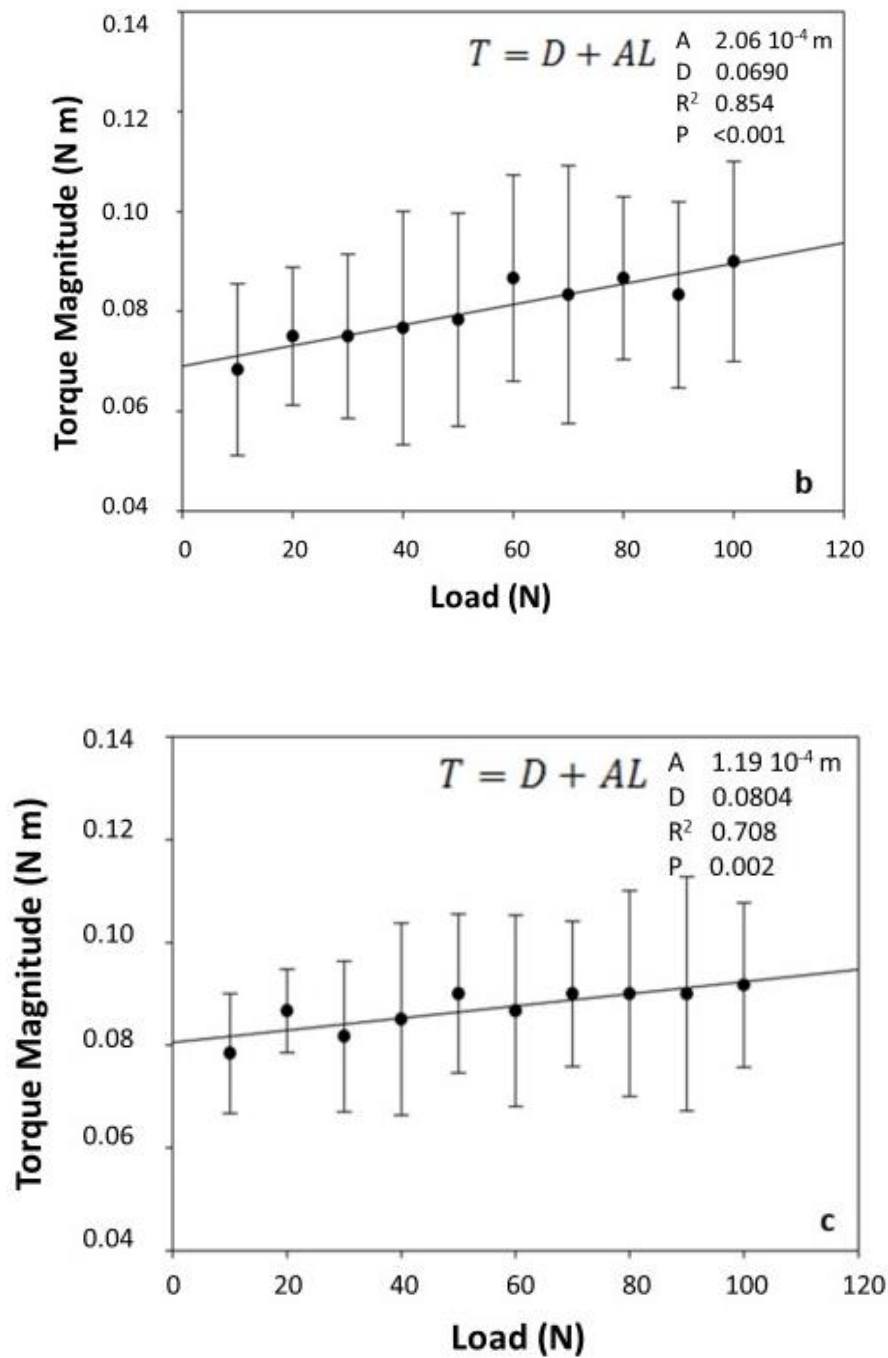 0.14
T = D + AL
A 2.06 10⁻⁴ m
D 0.0690
R² 0.854
P <0.001
0.12
0.10
0.08
0.06
0.04
Torque Magnitude (N m)
b
0 20 40 60 80 100 120
Load (N)
0.14
T = D + AL
A 1.19 10⁻⁴ m
D 0.0804
R² 0.708
P 0.002
0.12
0.10
0.08
0.06
0.04
Torque Magnitude (N m)
c
0 20 40 60 80 100 120
Load (N)